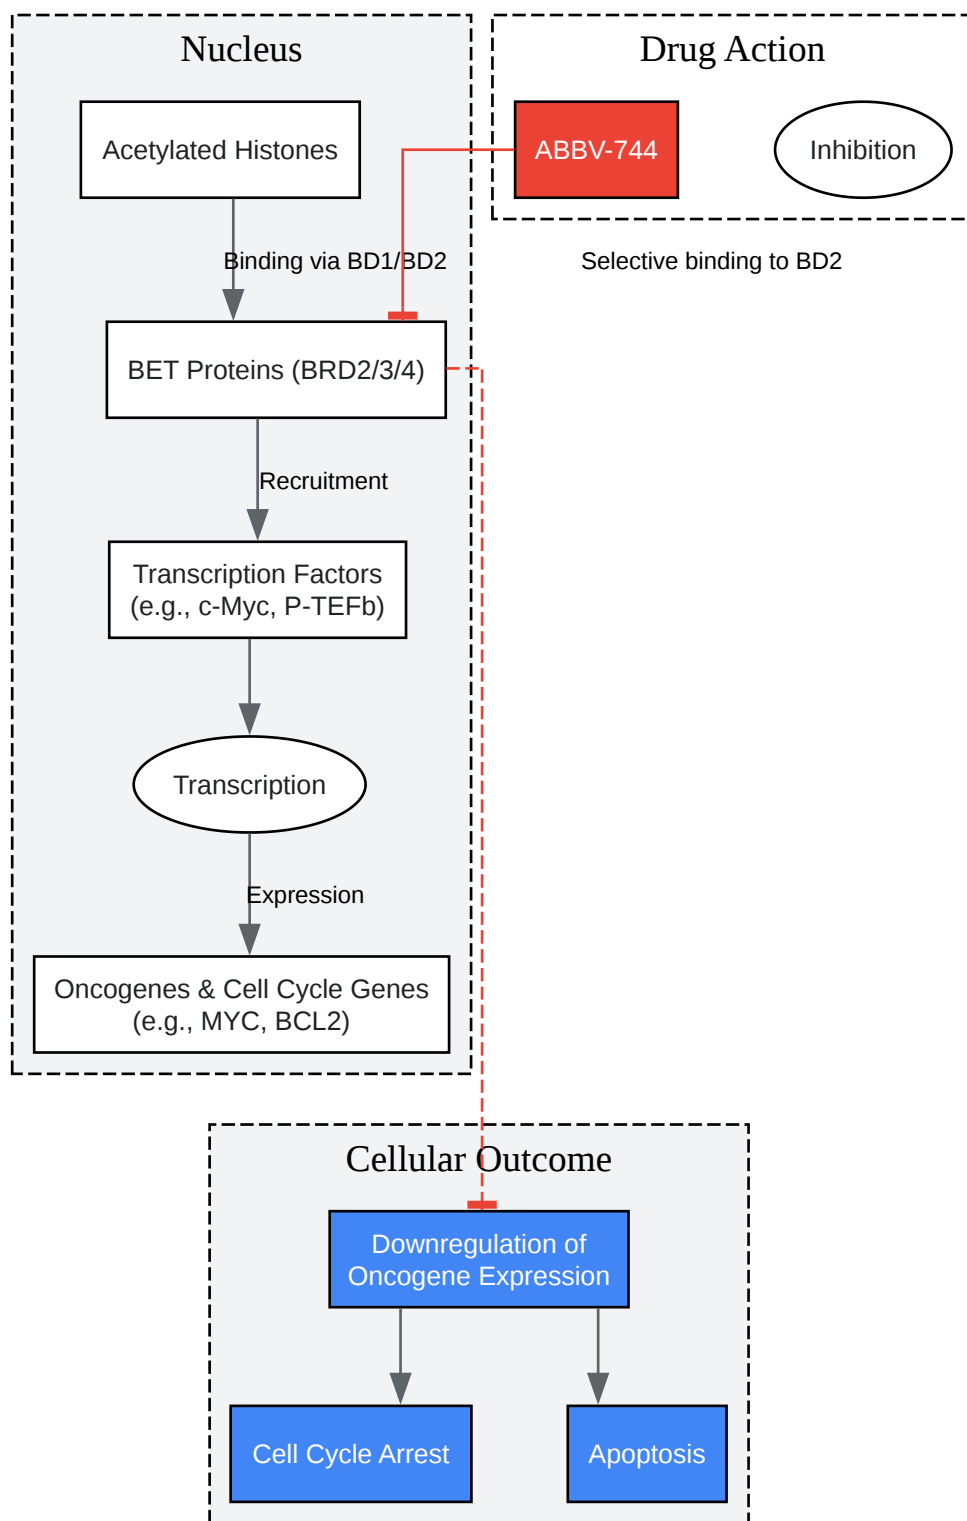 Nucleus
Drug Action
Acetylated Histones
ABBV-744
Inhibition
Binding via BD1/BD2
Selective binding to BD2
BET Proteins (BRD2/3/4)
Recruitment
Transcription Factors
(e.g., c-Myc, P-TEFb)
Transcription
Expression
Oncogenes & Cell Cycle Genes
(e.g., MYC, BCL2)
Cellular Outcome
Downregulation of
Oncogene Expression
Cell Cycle Arrest
Apoptosis